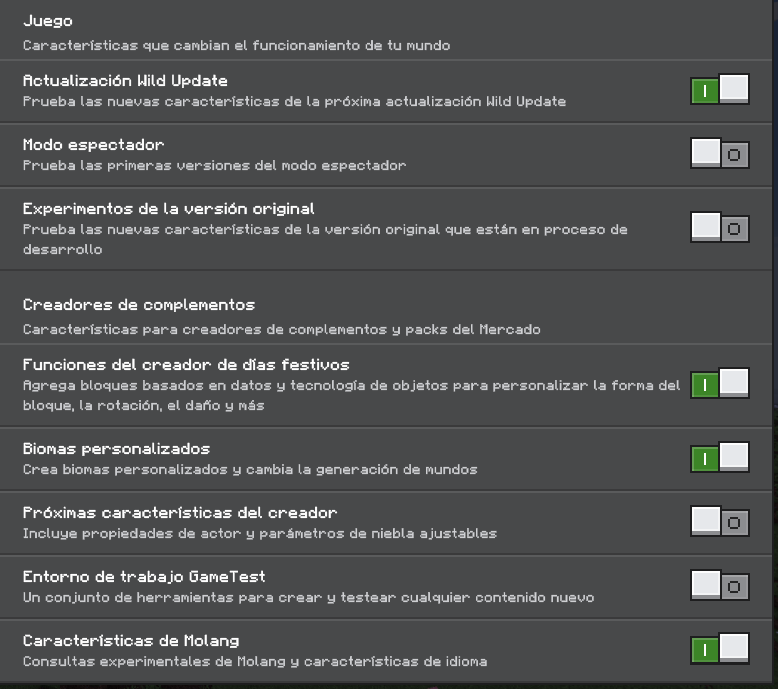 Juego
Características que cambian el funcionamiento de tu mundo
Actualización Wild Update
Prueba las nuevas características de la próxima actualización Wild Update
Modo espectador
Prueba las primeras versiones del modo espectador
Experimentos de la versión original
Prueba las nuevas características de la versión original que están en proceso de
desarrollo
Creadores de complementos
Características para creadores de complementos y packs del Mercado
Funciones del creador de días festivos
Agrega bloques basados en datos y tecnología de objetos para personalizar la forma del
bloque, la rotación, el daño y más
Biomas personalizados
Crea biomas personalizados y cambia la generación de mundos
Próximas características del creador
Incluye propiedades de actor y parámetros de niebla ajustables
Entorno de trabajo GameTest
Un conjunto de herramientas para crear y testear cualquier contenido nuevo
Características de Molang
Consultas experimentales de Molang y características de idioma